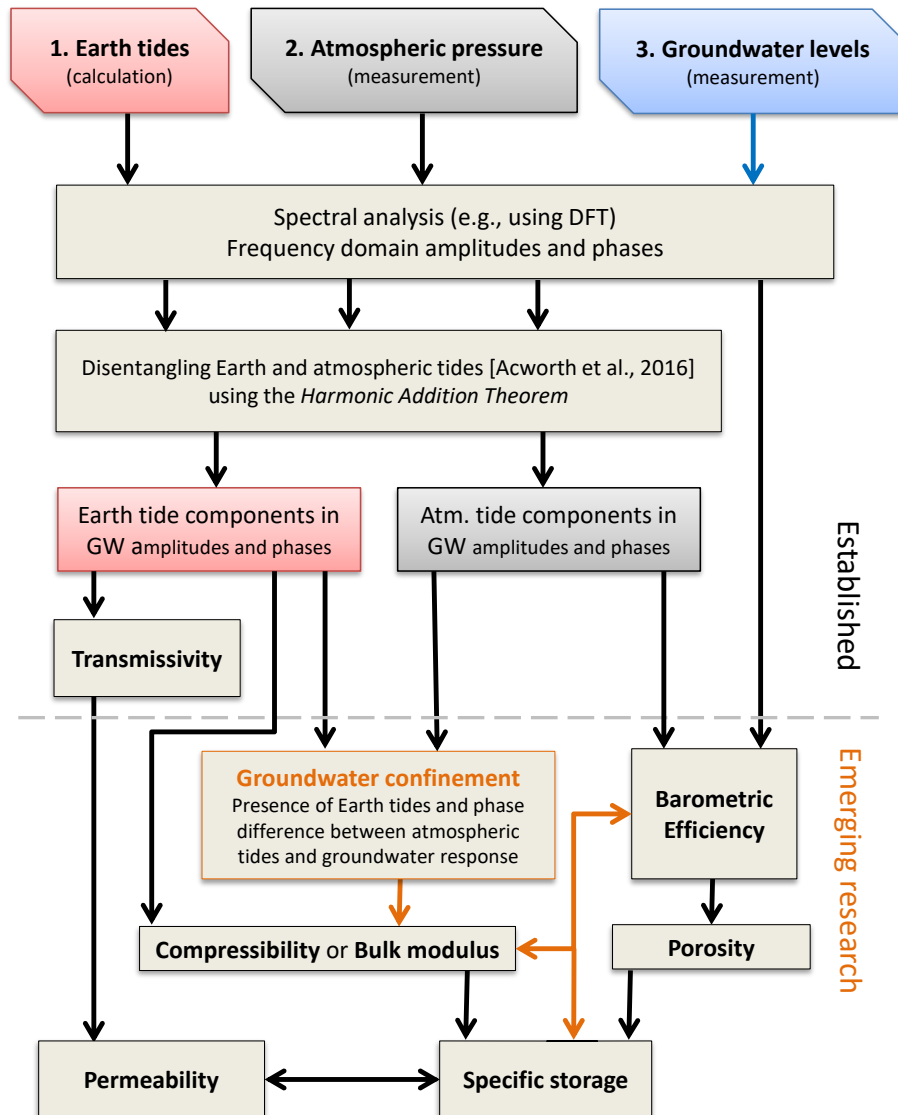 1. Earth tides
(calculation)
2. Atmospheric pressure
(measurement)
3. Groundwater levels
(measurement)
Spectral analysis (e.g., using DFT)
Frequency domain amplitudes and phases
Disentangling Earth and atmospheric tides [Acworth et al., 2016]
using the Harmonic Addition Theorem
Earth tide components in
GW amplitudes and phases
Atm. tide components in
GW amplitudes and phases
Established
Transmissivity
Groundwater confinement
Presence of Earth tides and phase
difference between atmospheric
tides and groundwater response
Barometric
Efficiency
Emerging research
Compressibility or Bulk modulus
Porosity
Permeability
Specific storage